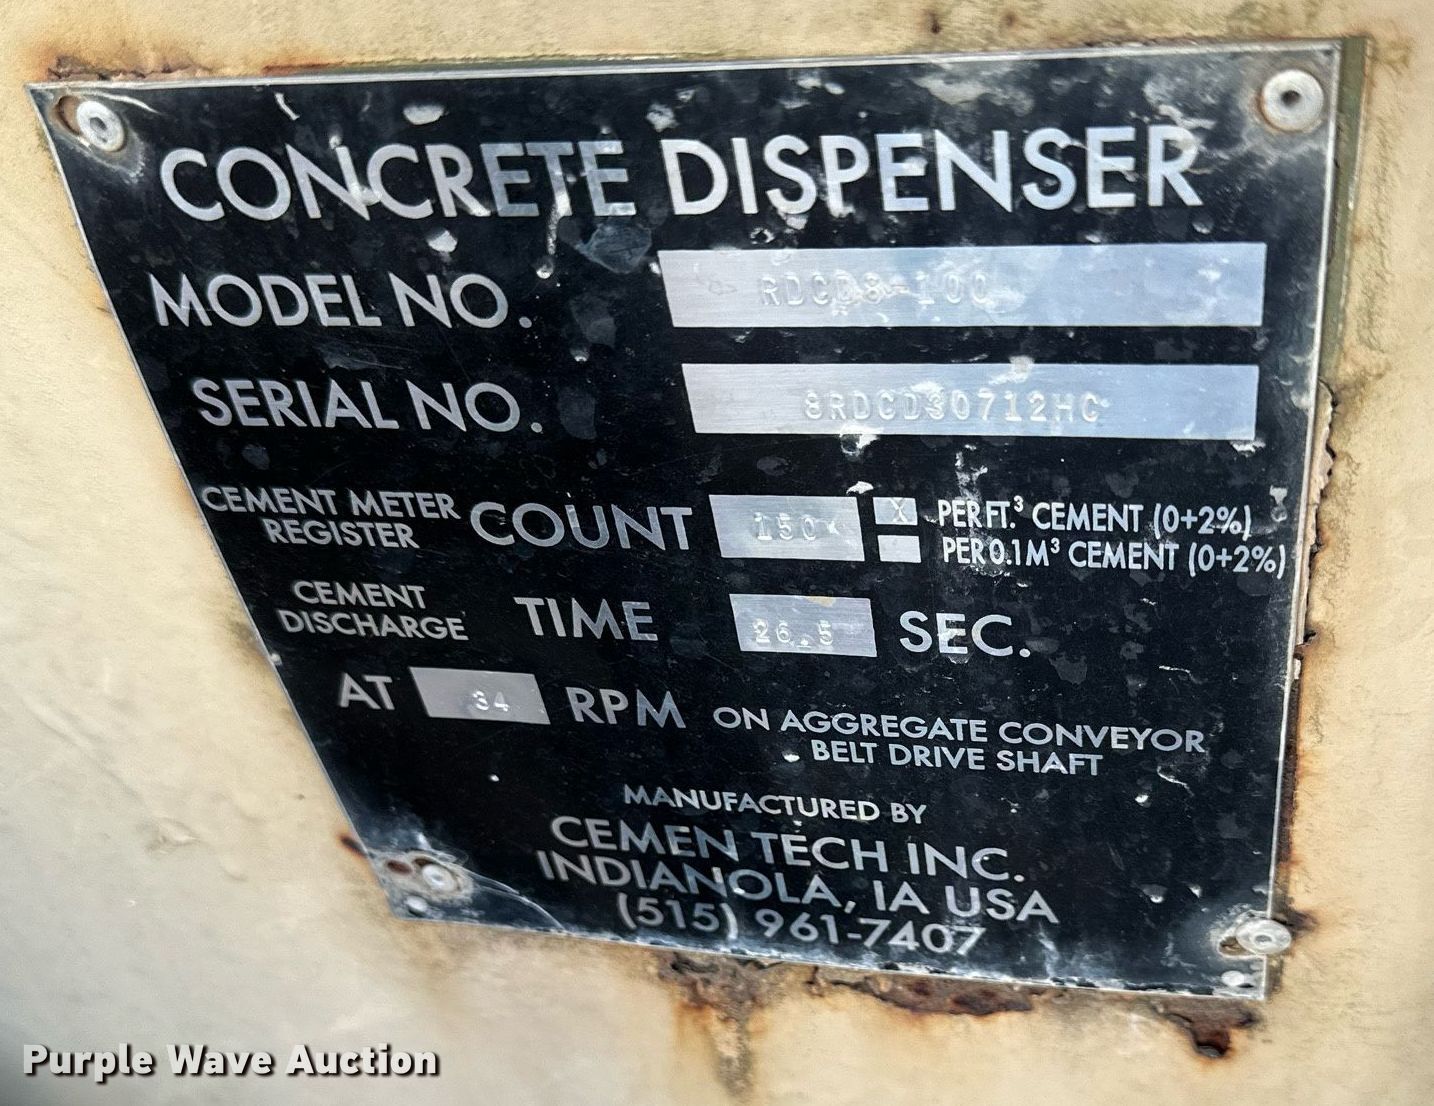 CONCRETE DISPENSER
MODEL NO. RDCD8-100
SERIAL NO. 8RDCD30712HC
CEMENT METER REGISTER COUNT 150 X PER FT.³ CEMENT (0+2%)
PER 0.1M³ CEMENT (0+2%)
CEMENT DISCHARGE TIME 26.5 SEC.
AT 34 RPM ON AGGREGATE CONVEYOR
BELT DRIVE SHAFT
MANUFACTURED BY
CEMEN TECH INC.
INDIANOLA, IA USA
(515) 961-7407
Purple Wave Auction